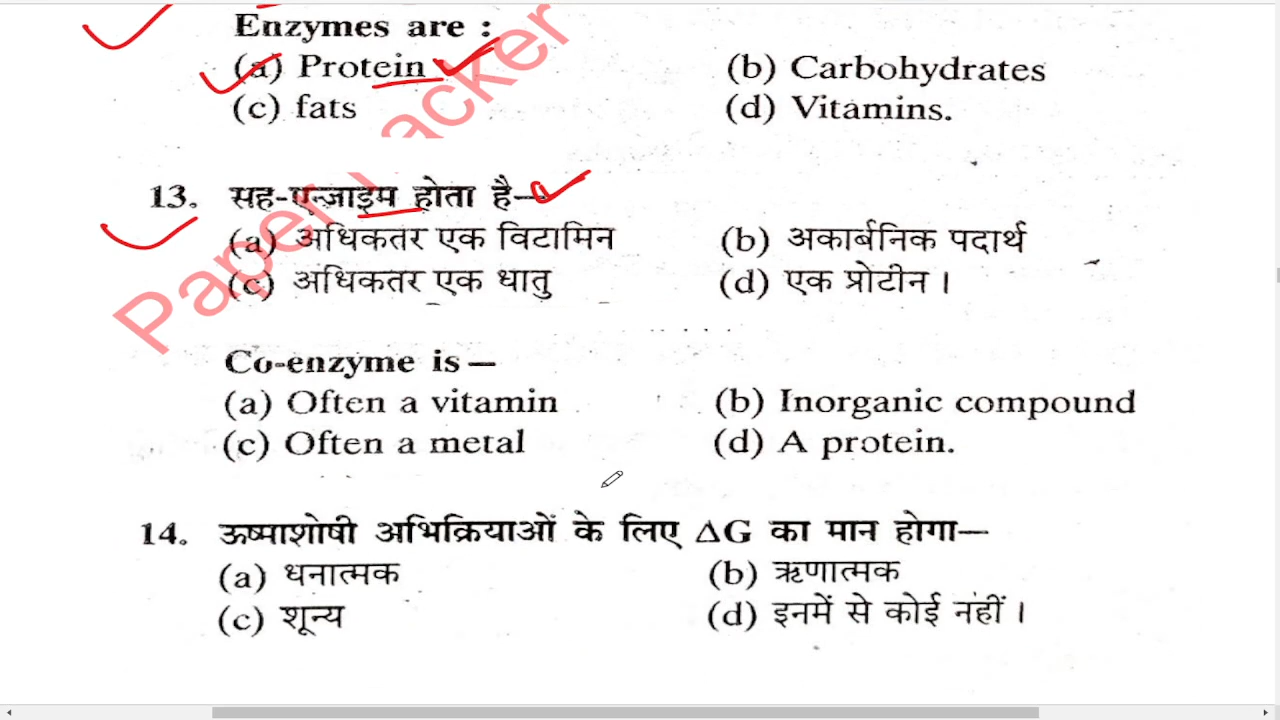 Enzymes are :
(a) Protein (b) Carbohydrates
(c) fats (d) Vitamins.
13. सह-एन्ज़ाइम होता है—
(a) अधिकतर एक विटामिन (b) अकार्बनिक पदार्थ
(c) अधिकतर एक धातु (d) एक प्रोटीन ।
Co-enzyme is —
(a) Often a vitamin (b) Inorganic compound
(c) Often a metal (d) A protein.
14. ऊष्माशोषी अभिक्रियाओं के लिए ΔG का मान होगा—
(a) धनात्मक (b) ऋणात्मक
(c) शून्य (d) इनमें से कोई नहीं ।